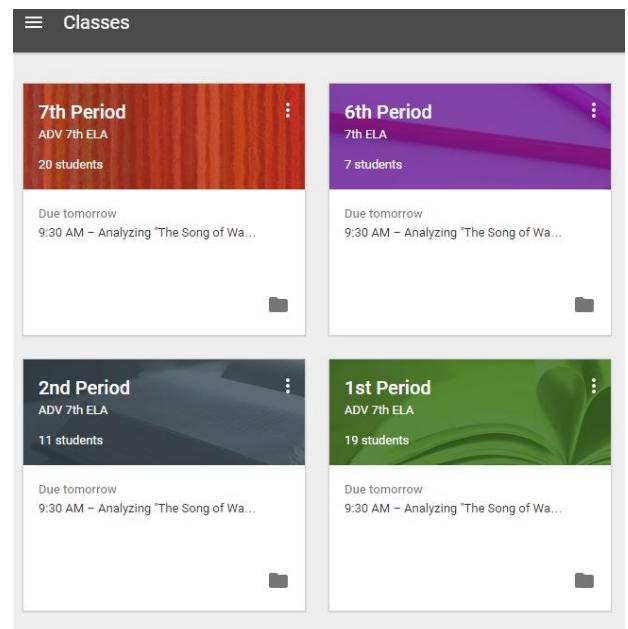 Classes
7th Period
ADV 7th ELA
20 students
Due tomorrow
9:30 AM – Analyzing "The Song of Wa...
6th Period
7th ELA
7 students
Due tomorrow
9:30 AM – Analyzing "The Song of Wa...
2nd Period
ADV 7th ELA
11 students
Due tomorrow
9:30 AM – Analyzing "The Song of Wa...
1st Period
ADV 7th ELA
19 students
Due tomorrow
9:30 AM – Analyzing "The Song of Wa...